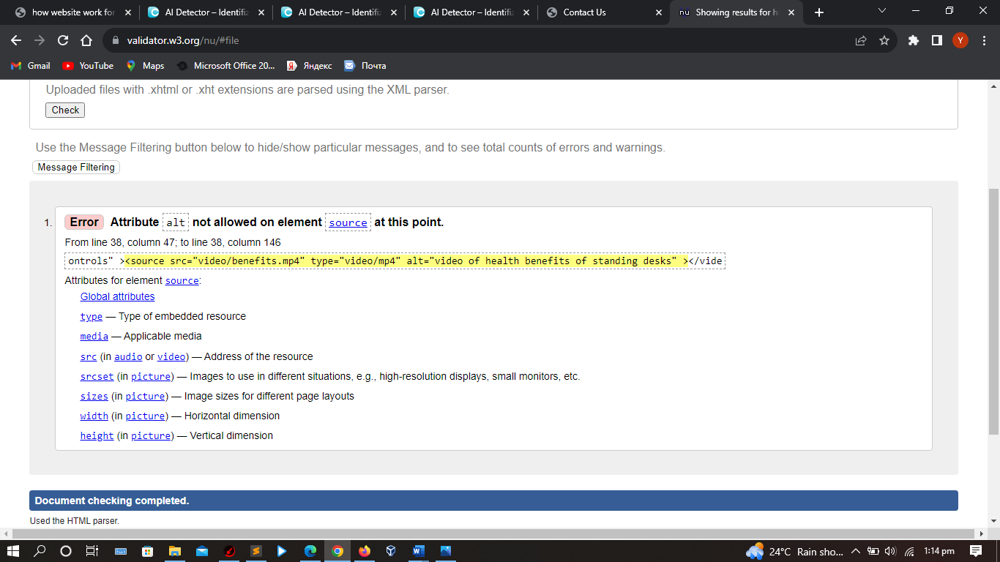 how website work for
AI Detector – Identifi
AI Detector – Identifi
AI Detector – Identifi
Contact Us
nu Showing results for h
validator.w3.org/nu/#file
Y
Gmail
YouTube
Maps
Microsoft Office 20...
Я Яндекс
Почта
Uploaded files with .xhtml or .xht extensions are parsed using the XML parser.
Check
Use the Message Filtering button below to hide/show particular messages, and to see total counts of errors and warnings.
Message Filtering
1. Error Attribute alt not allowed on element source at this point.
From line 38, column 47; to line 38, column 146
ontrols" ><source src="video/benefits.mp4" type="video/mp4" alt="video of health benefits of standing desks" ></vide
Attributes for element source:
Global attributes
type — Type of embedded resource
media — Applicable media
src (in audio or video) — Address of the resource
srcset (in picture) — Images to use in different situations, e.g., high-resolution displays, small monitors, etc.
sizes (in picture) — Image sizes for different page layouts
width (in picture) — Horizontal dimension
height (in picture) — Vertical dimension
Document checking completed.
Used the HTML parser.
24°C Rain sho... 1:14 pm